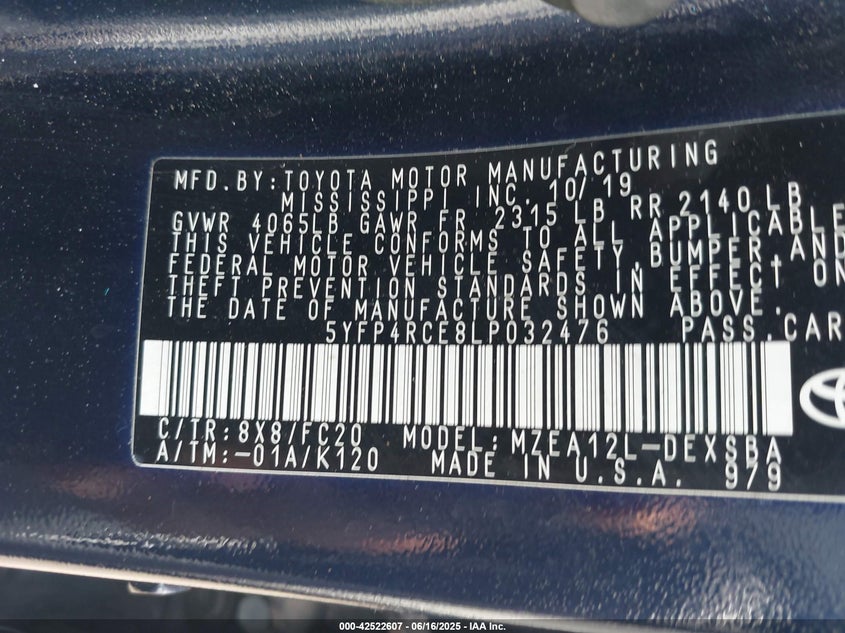 MFD.BY:TOYOTA MOTOR MANUFACTURING
MISSISSIPPI INC. 10/19
GVWR 4065LB GAWR FR 2315 LB RR 2140 LB
THIS VEHICLE CONFORMS TO ALL APPLICABLE
FEDERAL MOTOR VEHICLE SAFETY,BUMPER,AND
THEFT PREVENTION STANDARDS IN EFFECT ON
THE DATE OF MANUFACTURE SHOWN ABOVE.
5YFP4RCE8LP032476 PASS.CAR
C/TR:8X8/FC20 MODEL:MZEA12L-DEXSBA
A/TM:-01A/K120 MADE IN U.S.A. 979
000-42522607 - 06/16/2025 - IAA Inc.